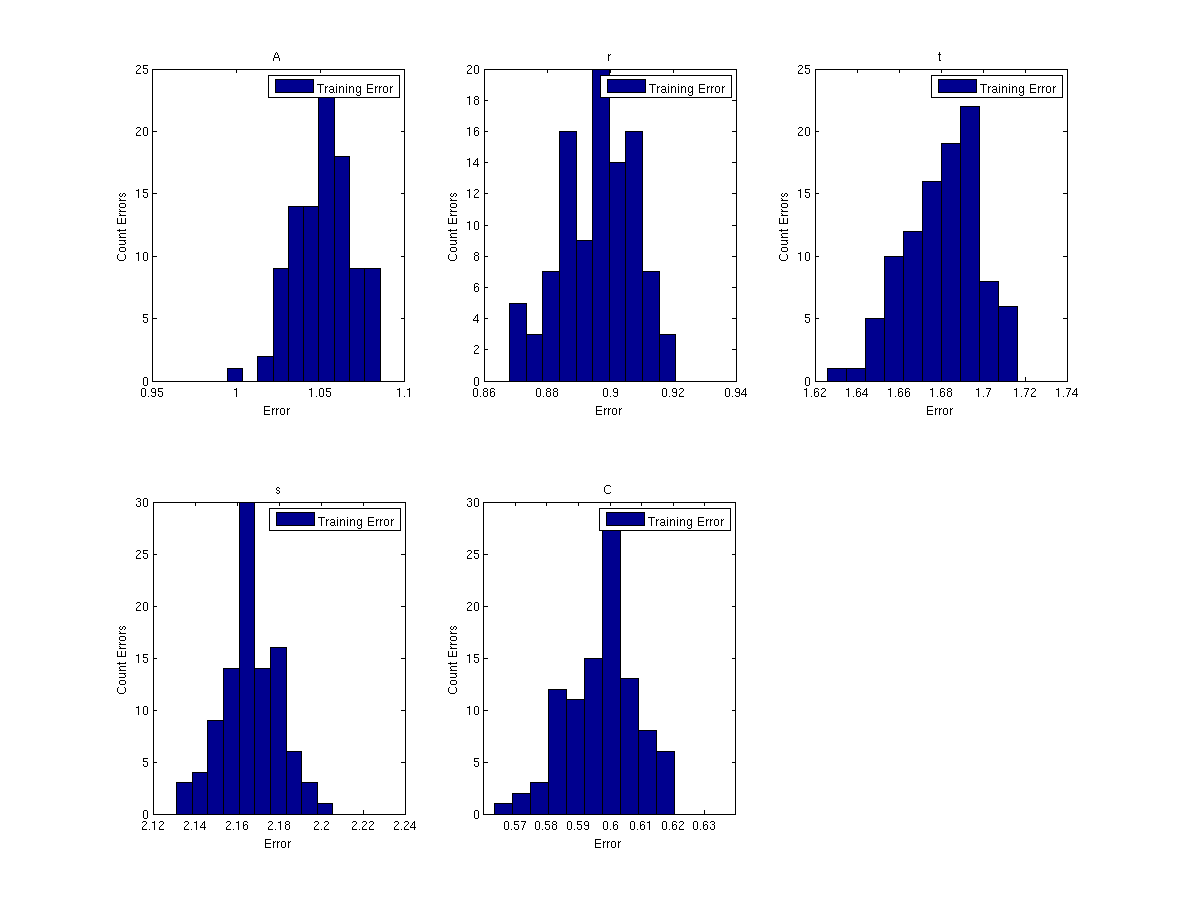 A
Training Error
25
20
15
10
5
0
Count Errors
0.95 1 1.05 1.1
Error
r
Training Error
20
18
16
14
12
10
8
6
4
2
0
Count Errors
0.86 0.88 0.9 0.92 0.94
Error
t
Training Error
25
20
15
10
5
0
Count Errors
1.62 1.64 1.66 1.68 1.7 1.72 1.74
Error
s
Training Error
30
25
20
15
10
5
0
Count Errors
2.12 2.14 2.16 2.18 2.2 2.22 2.24
Error
C
Training Error
30
25
20
15
10
5
0
Count Errors
0.57 0.58 0.59 0.6 0.61 0.62 0.63
Error